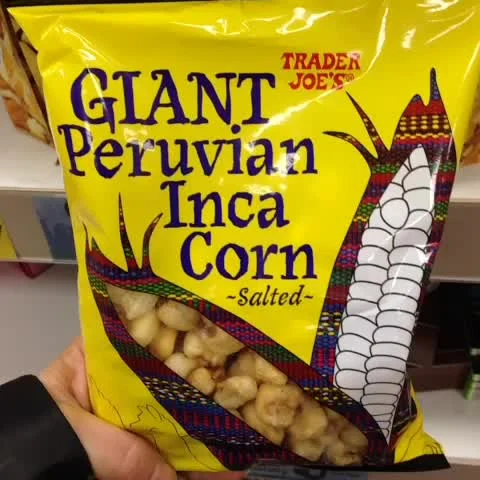 TRADER
JOE'S®
GIANT
Peruvian
Inca
Corn
~Salted~